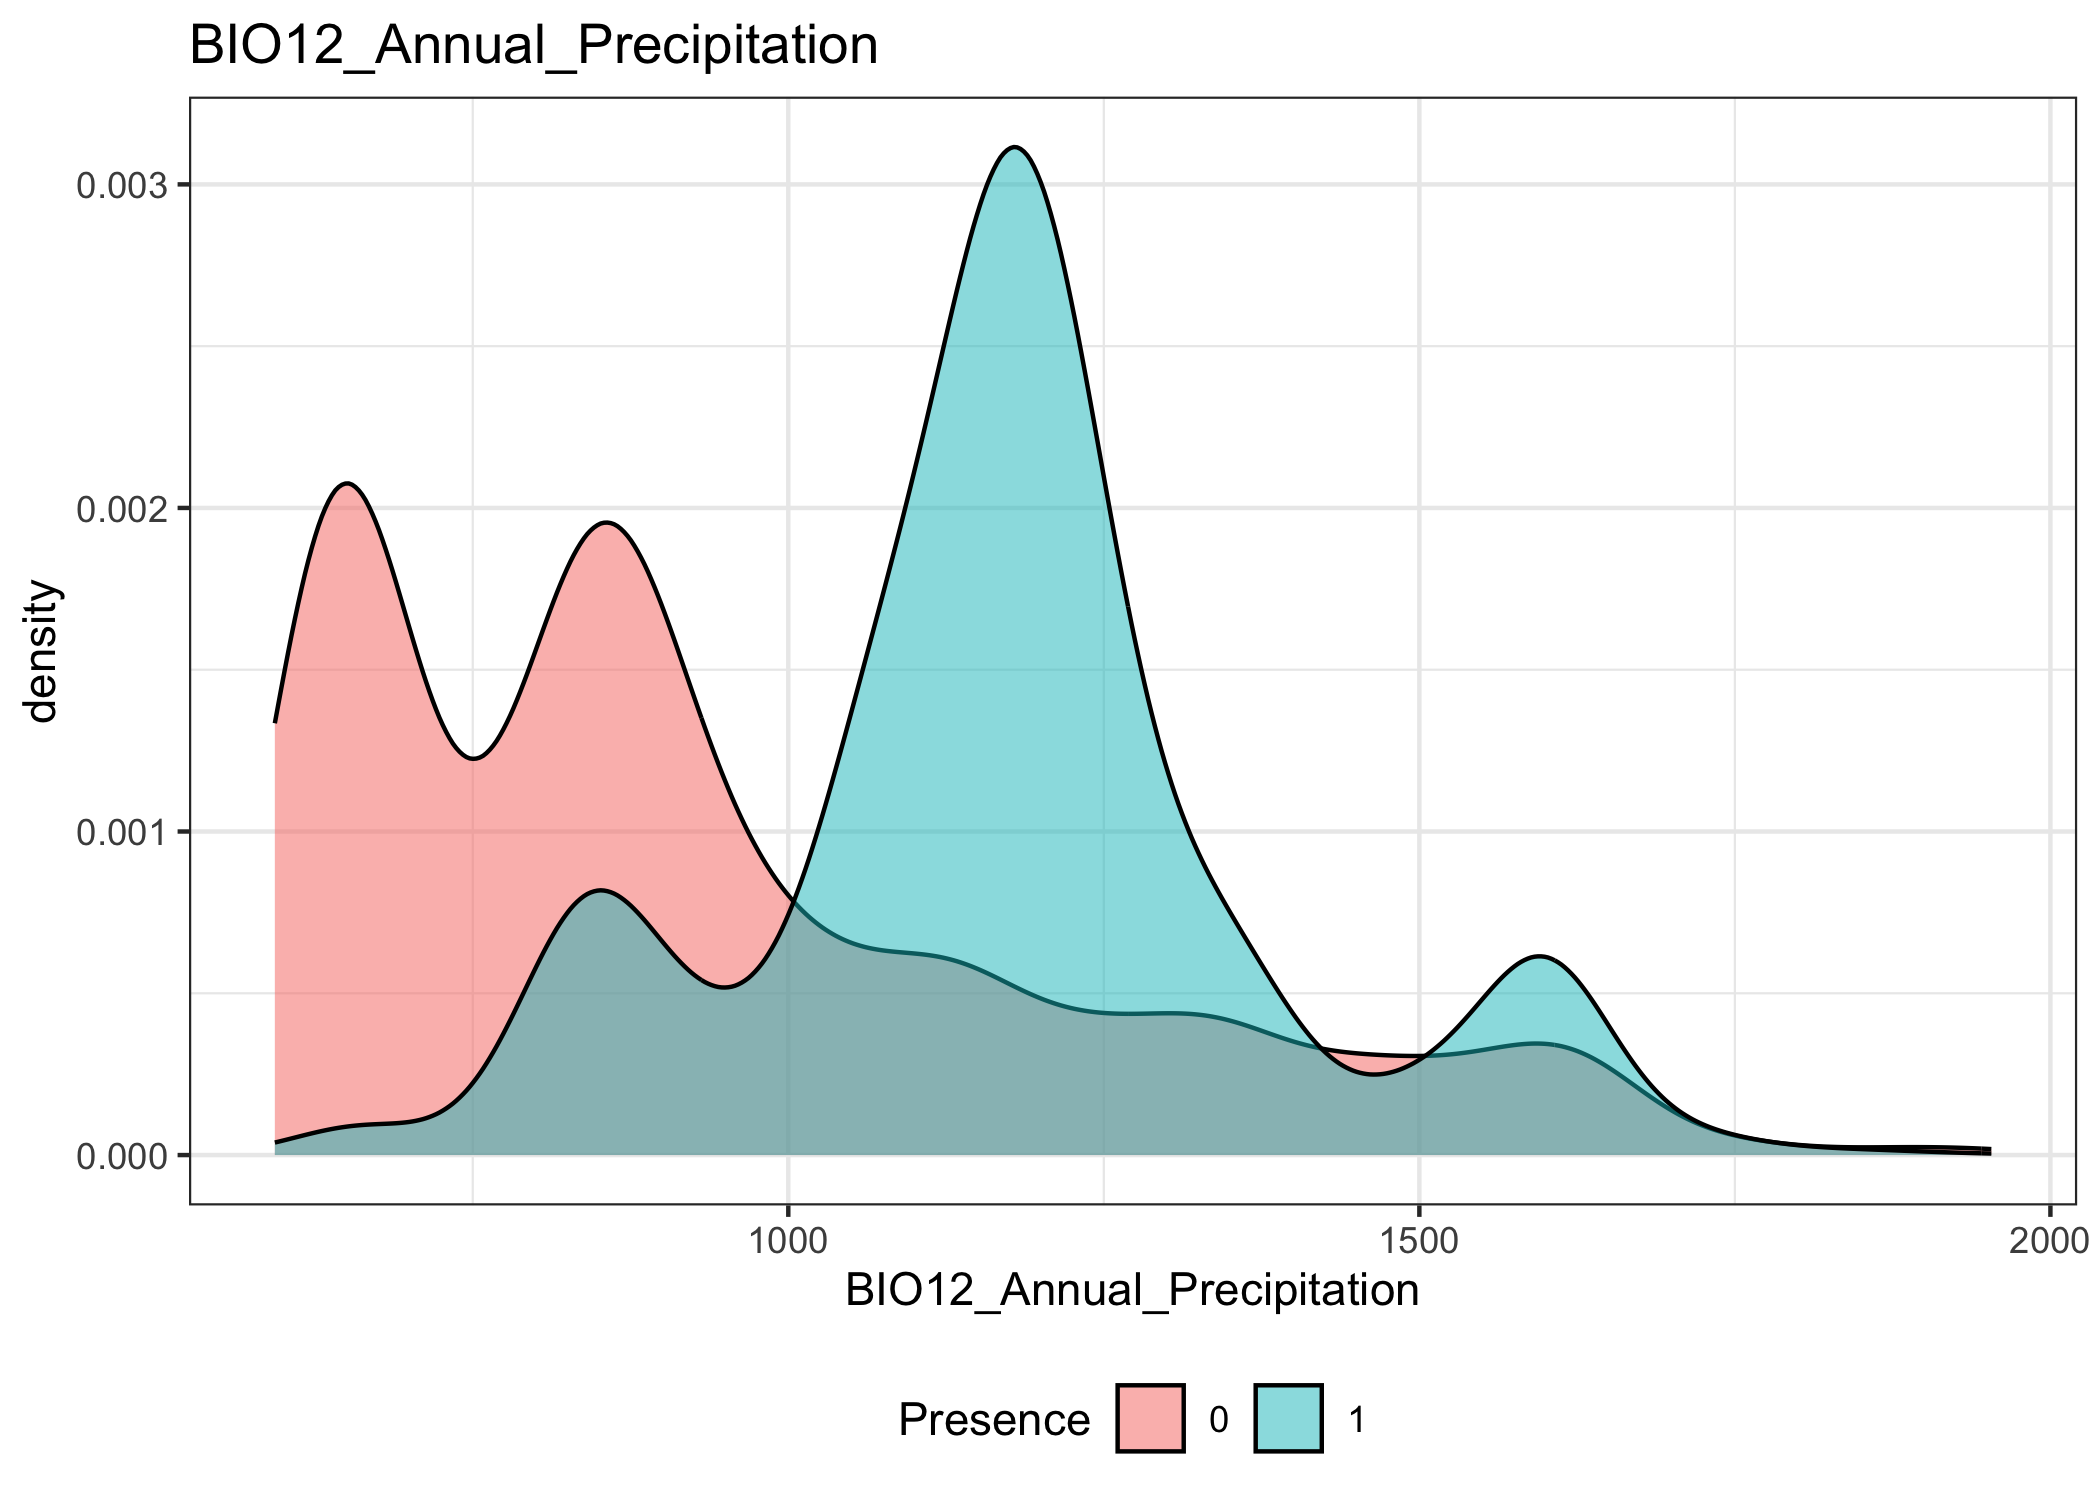 BIO12_Annual_Precipitation
density
0.003
0.002
0.001
0.000
1000 1500 2000
BIO12_Annual_Precipitation
Presence 0 1